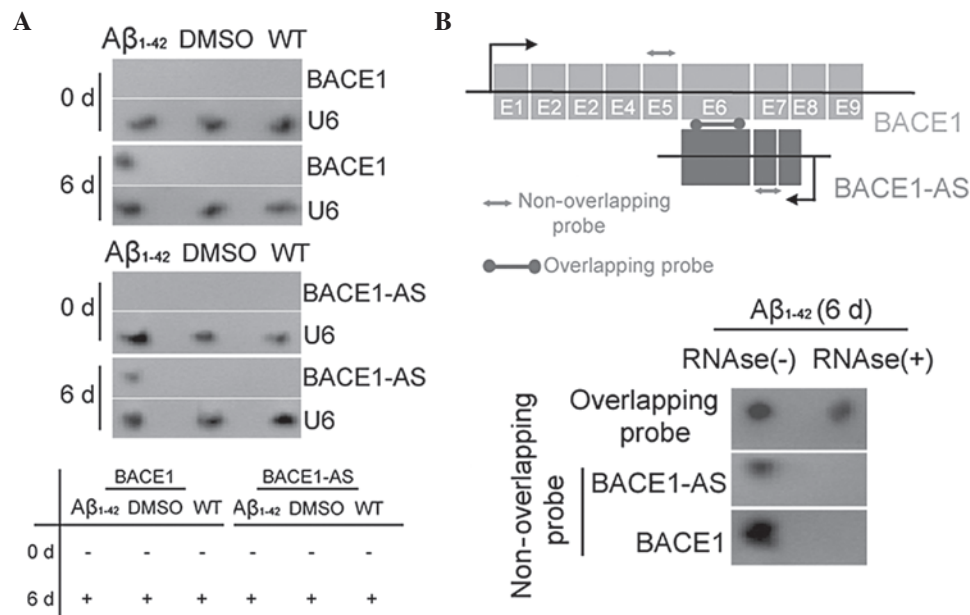 A
Aβ1-42 DMSO WT
0 d
BACE1
U6
6 d
BACE1
U6
Aβ1-42 DMSO WT
0 d
BACE1-AS
U6
6 d
BACE1-AS
U6
BACE1 BACE1-AS
Aβ1-42 DMSO WT Aβ1-42 DMSO WT
0 d - - - - - -
6 d + + + + + +
B
E1 E2 E2 E4 E5 E6 E7 E8 E9
BACE1
BACE1-AS
Non-overlapping
probe
Overlapping probe
Aβ1-42 (6 d)
RNAse(-) RNAse(+)
Overlapping
probe
Non-overlapping
probe
BACE1-AS
BACE1